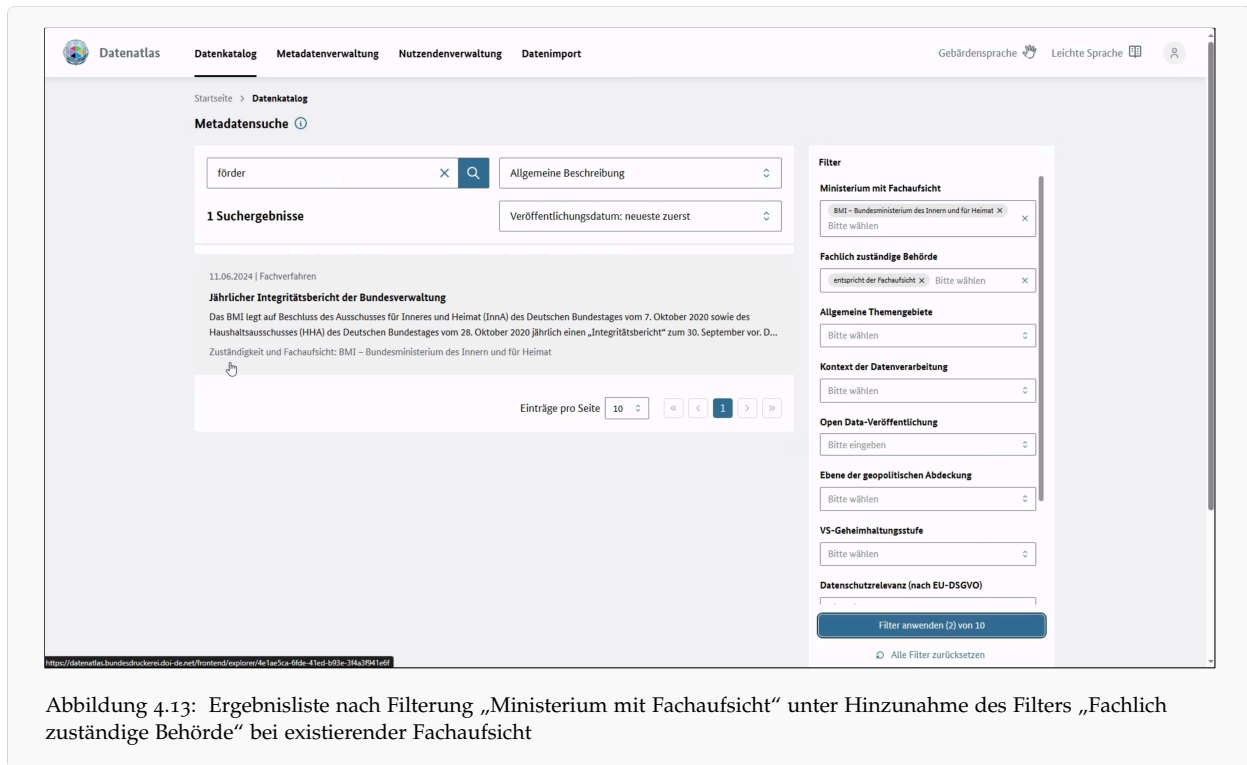 Datenatlas Datenkatalog Metadatenverwaltung Nutzendenverwaltung Datenimport Gebärdensprache Leichte Sprache
Startseite > Datenkatalog
Metadatensuche
förder
Allgemeine Beschreibung
1 Suchergebnisse
Veröffentlichungsdatum: neueste zuerst
11.06.2024 | Fachverfahren
Jährlicher Integritätsbericht der Bundesverwaltung
Das BMI legt auf Beschluss des Ausschusses für Inneres und Heimat (InnA) des Deutschen Bundestages vom 7. Oktober 2020 sowie des
Haushaltsausschusses (HHA) des Deutschen Bundestages vom 28. Oktober 2020 jährlich einen „Integritätsbericht“ zum 30. September vor. D...
Zuständigkeit und Fachaufsicht: BMI – Bundesministerium des Innern und für Heimat
Einträge pro Seite 10 « < 1 > »
Filter
Ministerium mit Fachaufsicht
BMI – Bundesministerium des Innern und für Heimat
Bitte wählen
Fachlich zuständige Behörde
entspricht der Fachaufsicht Bitte wählen
Allgemeine Themengebiete
Bitte wählen
Kontext der Datenverarbeitung
Bitte wählen
Open Data-Veröffentlichung
Bitte eingeben
Ebene der geopolitischen Abdeckung
Bitte wählen
VS-Geheimhaltungsstufe
Bitte wählen
Datenschutzrelevanz (nach EU-DSGVO)
Filter anwenden (2) von 10
Alle Filter zurücksetzen
https://datenatlas.bundesdruckerei.doi-de.net/frontend/explorer/4e1ae5ca-6fde-41ed-b93e-3f4a3f941e6f
Abbildung 4.13: Ergebnisliste nach Filterung „Ministerium mit Fachaufsicht“ unter Hinzunahme des Filters „Fachlich
zuständige Behörde“ bei existierender Fachaufsicht